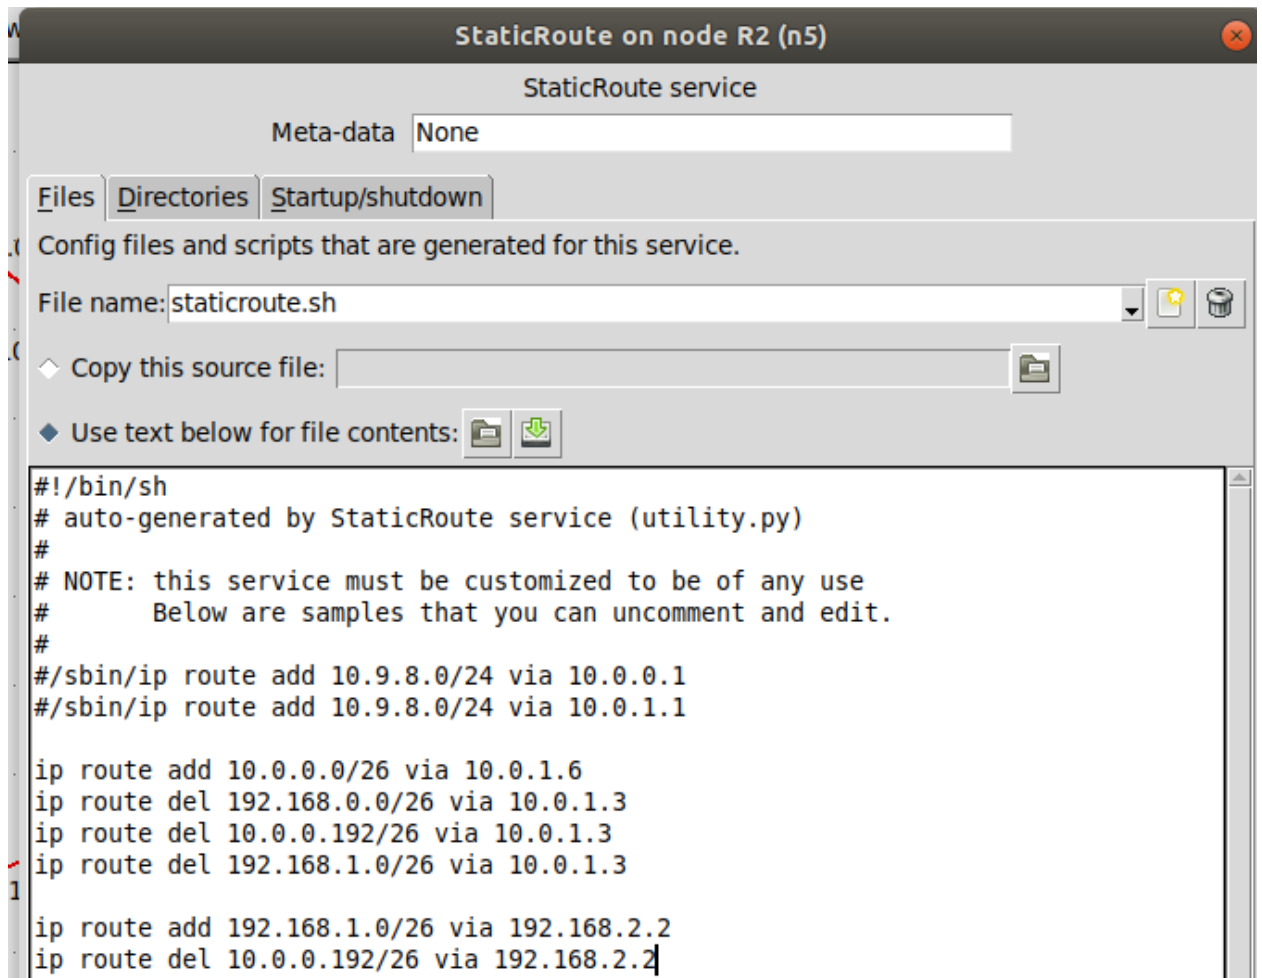 StaticRoute on node R2 (n5)
StaticRoute service
Meta-data None
Files Directories Startup/shutdown
Config files and scripts that are generated for this service.
File name: staticroute.sh
Copy this source file:
Use text below for file contents:
#!/bin/sh
# auto-generated by StaticRoute service (utility.py)
#
# NOTE: this service must be customized to be of any use
#       Below are samples that you can uncomment and edit.
#
#/sbin/ip route add 10.9.8.0/24 via 10.0.0.1
#/sbin/ip route add 10.9.8.0/24 via 10.0.1.1
ip route add 10.0.0.0/26 via 10.0.1.6
ip route del 192.168.0.0/26 via 10.0.1.3
ip route del 10.0.0.192/26 via 10.0.1.3
ip route del 192.168.1.0/26 via 10.0.1.3
ip route add 192.168.1.0/26 via 192.168.2.2
ip route del 10.0.0.192/26 via 192.168.2.2